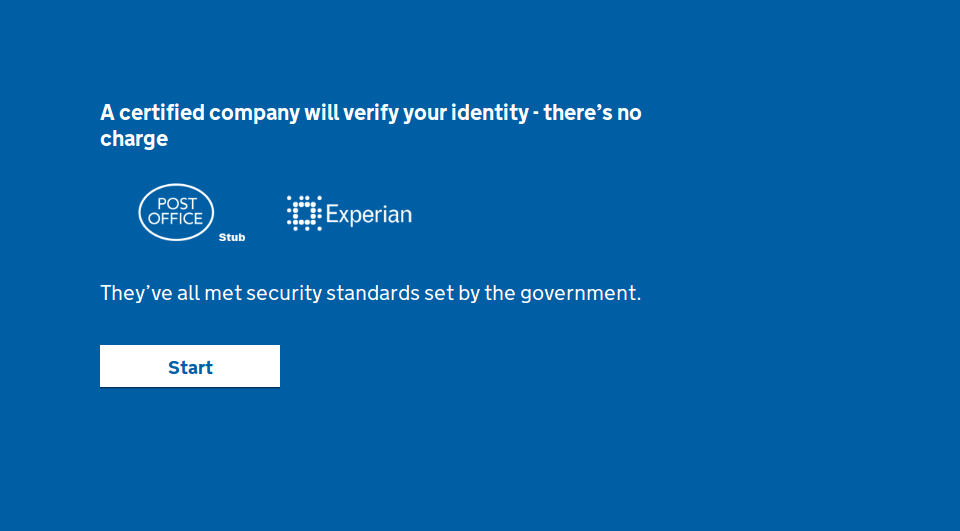 A certified company will verify your identity - there’s no
charge
POST
OFFICE
Stub
Experian
They’ve all met security standards set by the government.
Start